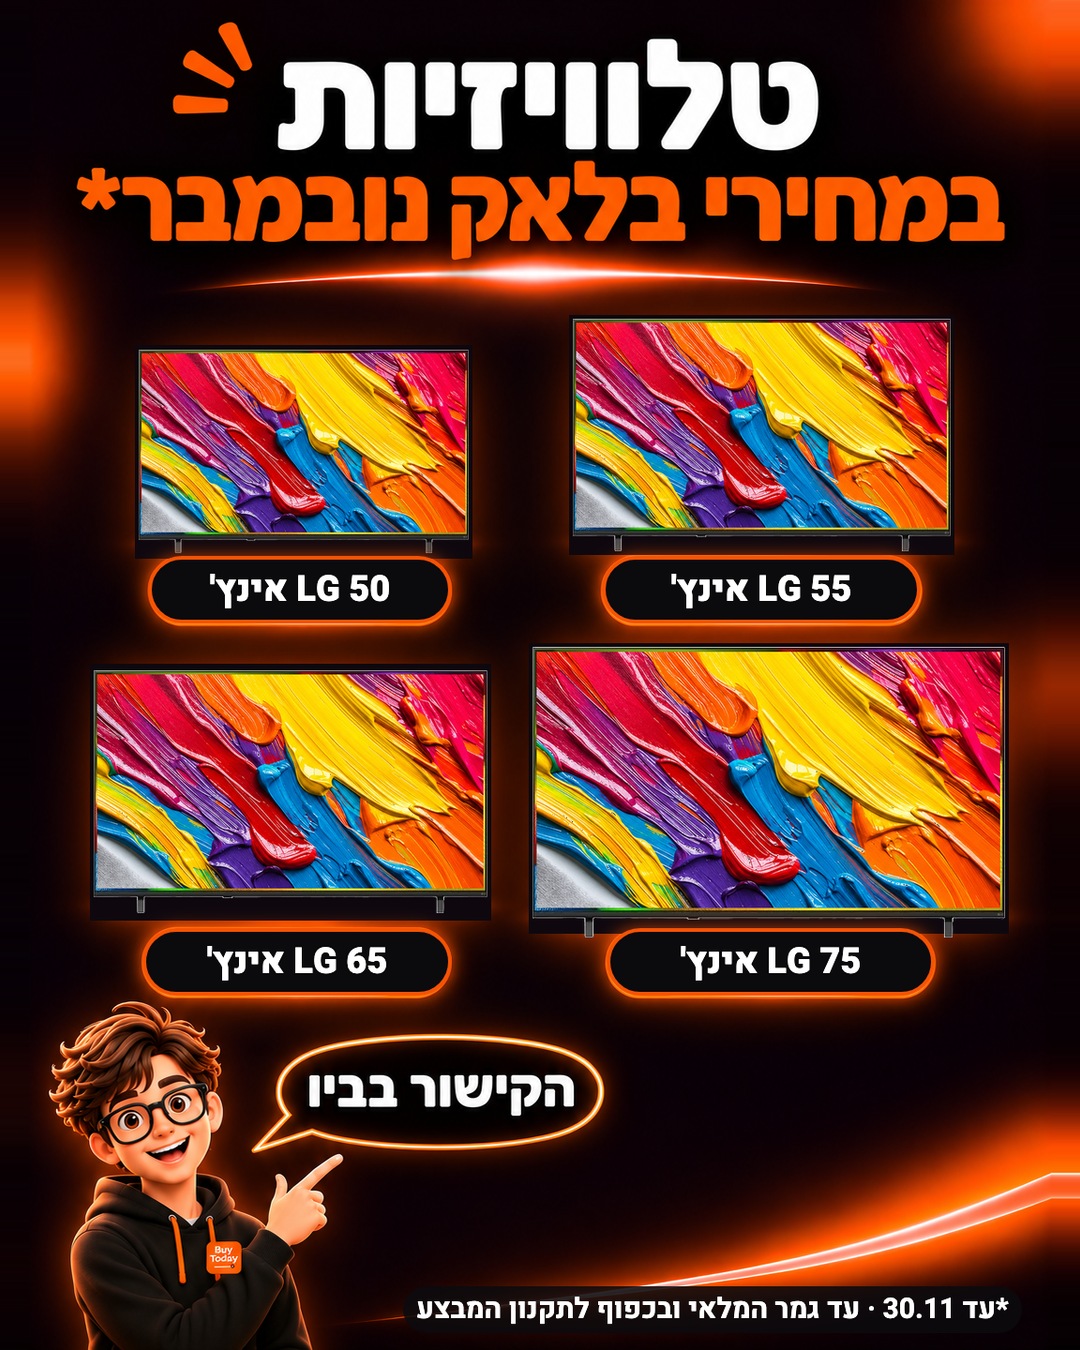 טלוויזיות
במחירי בלאק נובמבר*
LG 55 אינץ'
LG 50 אינץ'
LG 75 אינץ'
LG 65 אינץ'
הקישור בביו
Buy
Today
*עד 30.11 · עד גמר המלאי ובכפוף לתקנון המבצע